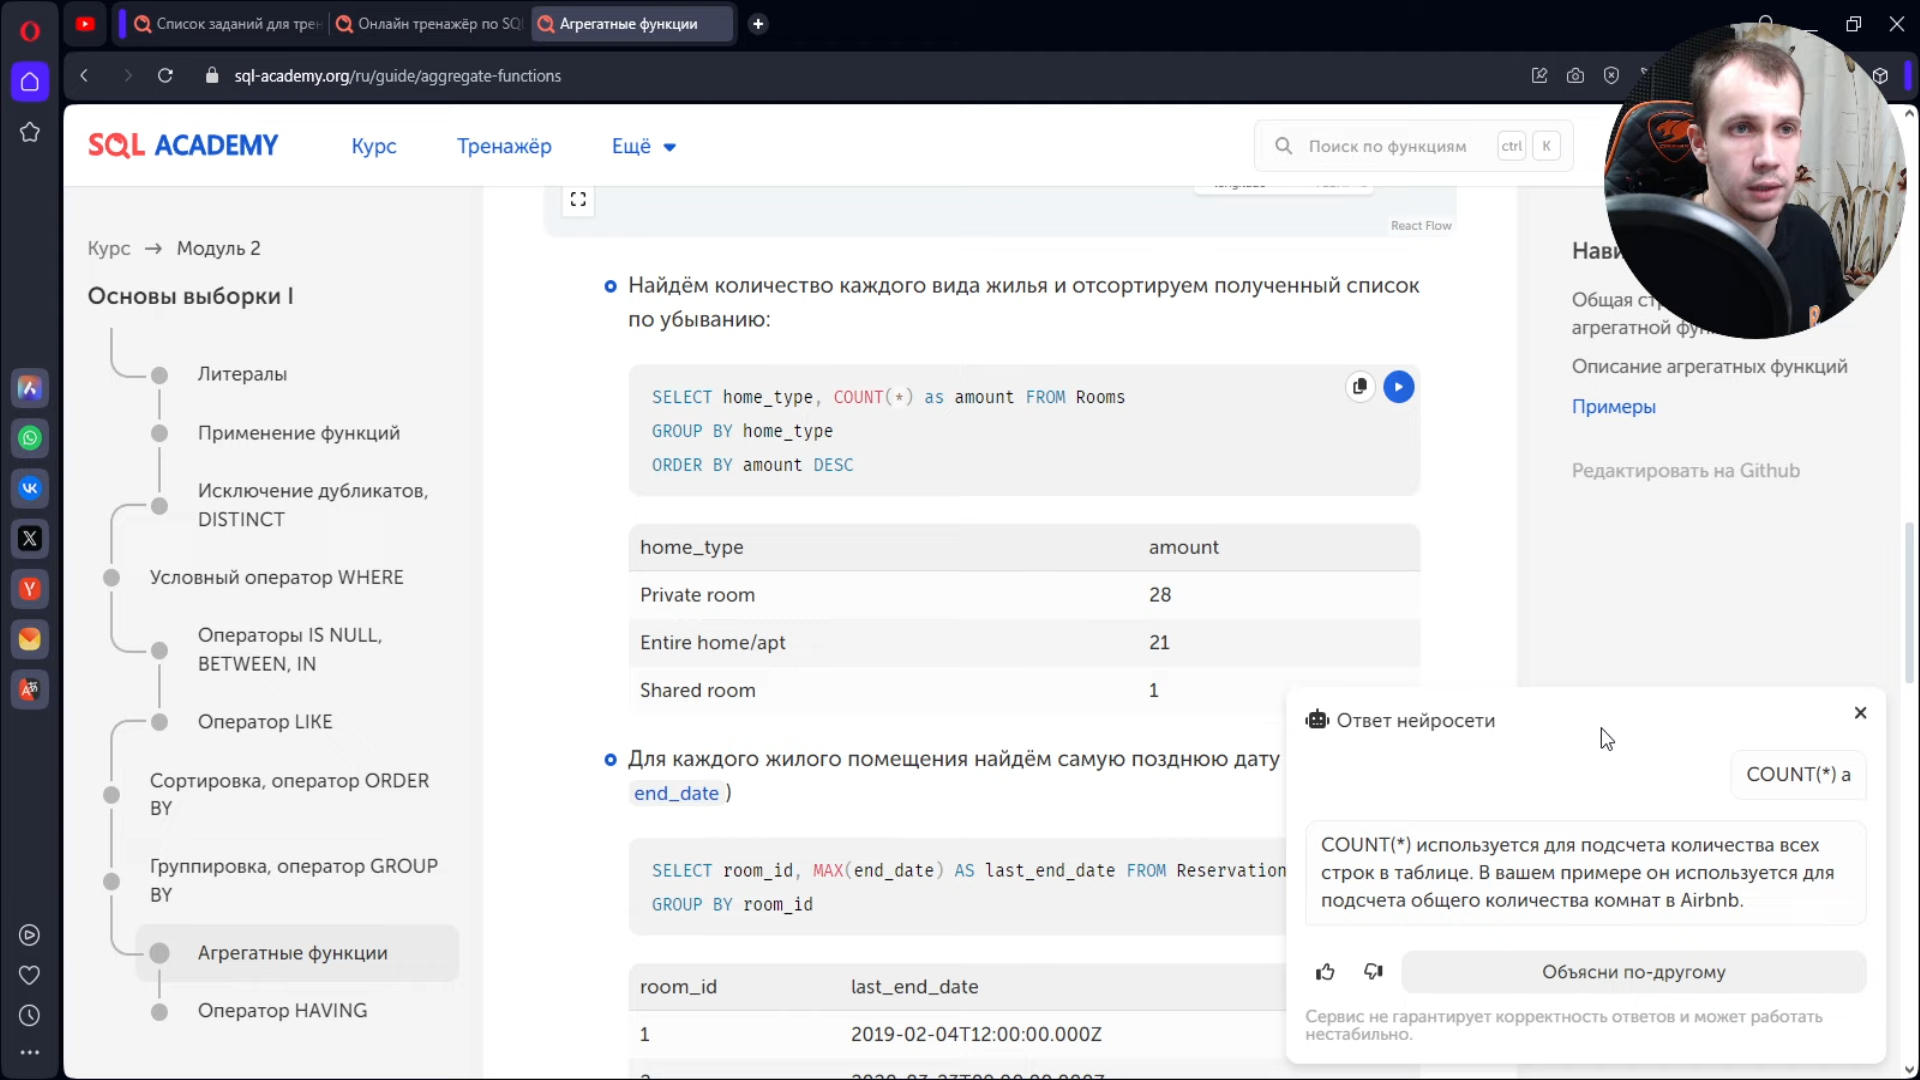 Список заданий для трен
Онлайн тренажёр по SQL
Агрегатные функции
sql-academy.org/ru/guide/aggregate-functions
SQL ACADEMY
Курс
Тренажёр
Ещё
Поиск по функциям
ctrl
K
Курс → Модуль 2
Основы выборки I
Литералы
Применение функций
Исключение дубликатов,
DISTINCT
Условный оператор WHERE
Операторы IS NULL,
BETWEEN, IN
Оператор LIKE
Сортировка, оператор ORDER
BY
Группировка, оператор GROUP
BY
Агрегатные функции
Оператор HAVING
React Flow
Найдём количество каждого вида жилья и отсортируем полученный список
по убыванию:
SELECT home_type, COUNT(*) as amount FROM Rooms
GROUP BY home_type
ORDER BY amount DESC
home_type amount
Private room 28
Entire home/apt 21
Shared room 1
Для каждого жилого помещения найдём самую позднюю дату
end_date )
SELECT room_id, MAX(end_date) AS last_end_date FROM Reservation
GROUP BY room_id
room_id last_end_date
1 2019-02-04T12:00:00.000Z
Нави
Общая ст
агрегатной фун
Описание агрегатных функций
Примеры
Редактировать на Github
Ответ нейросети
COUNT(*) a
COUNT(*) используется для подсчета количества всех
строк в таблице. В вашем примере он используется для
подсчета общего количества комнат в Airbnb.
Объясни по-другому
Сервис не гарантирует корректность ответов и может работать
нестабильно.